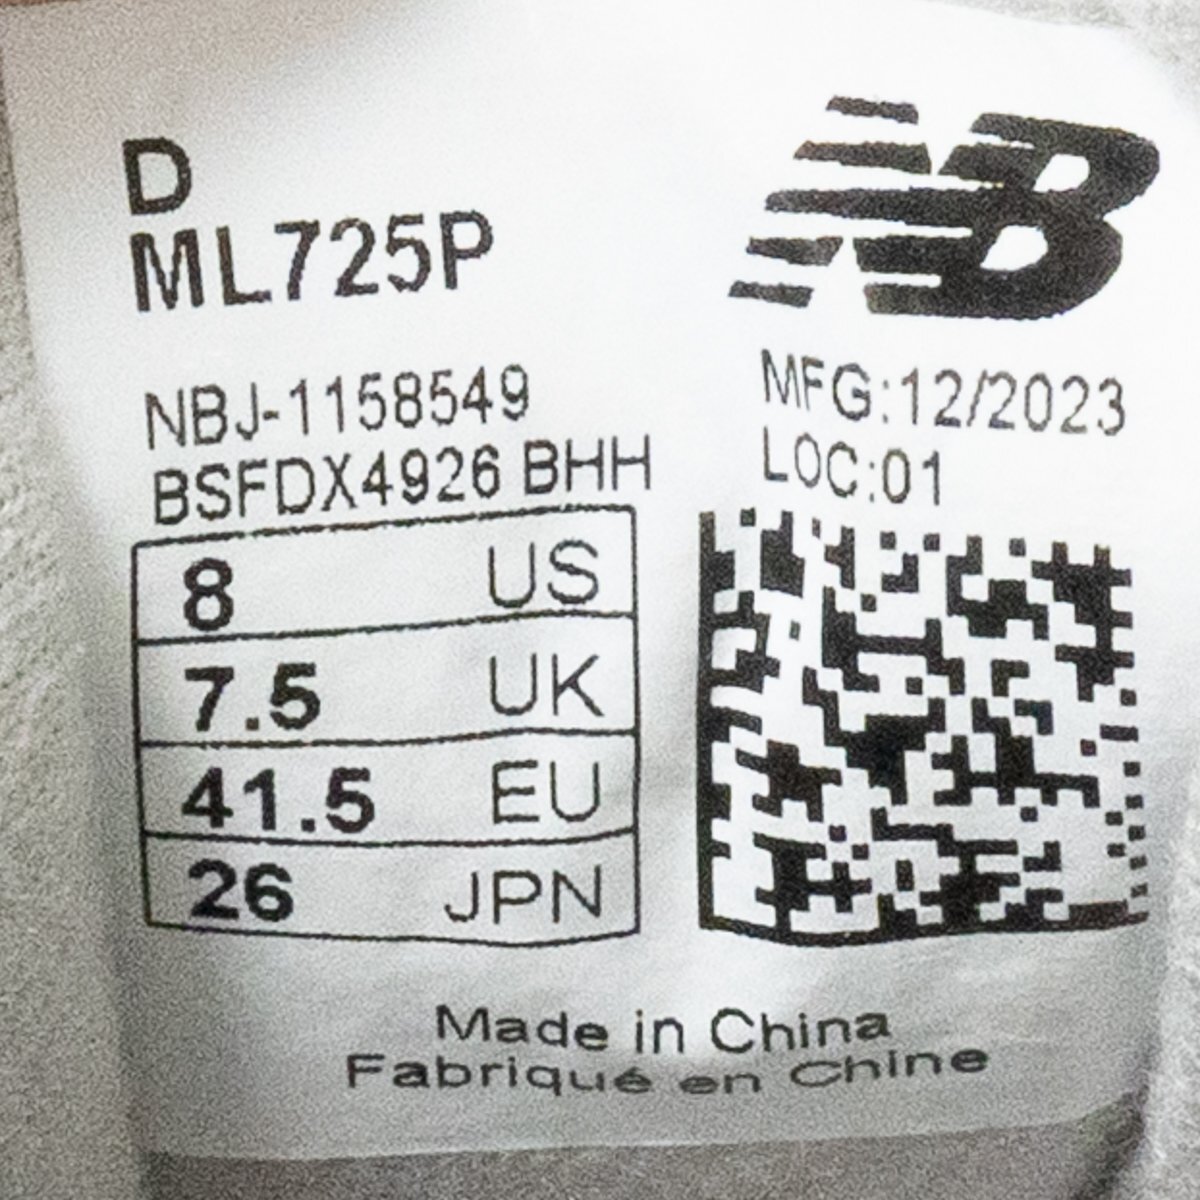 D
ML725P
NB
NBJ-1158549
BSFDX4926 BHH
MFG:12/2023
LOC:01
8 US
7.5 UK
41.5 EU
26 JPN
Made in China
Fabriqué en Chine